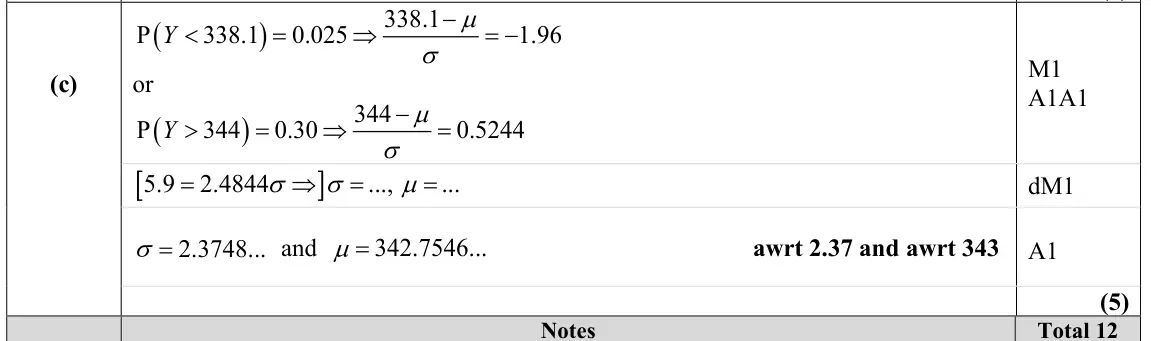 P(Y < 338.1) = 0.025 ⇒ (338.1 − μ)/σ = −1.96
(c)
or
P(Y > 344) = 0.30 ⇒ (344 − μ)/σ = 0.5244
M1
A1A1
[5.9 = 2.4844σ ⇒] σ = ..., μ = ...
dM1
σ = 2.3748... and μ = 342.7546... awrt 2.37 and awrt 343
A1
(5)
Notes Total 12